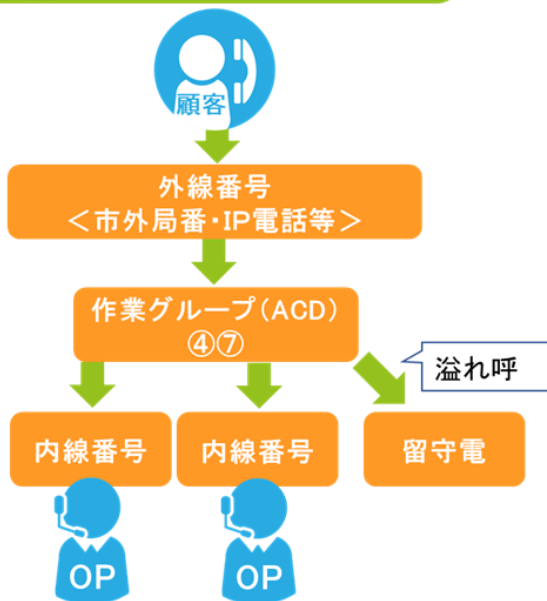 顧客
外線番号
＜市外局番・IP電話等＞
作業グループ（ACD）
④⑦
溢れ呼
内線番号
内線番号
留守電
OP
OP